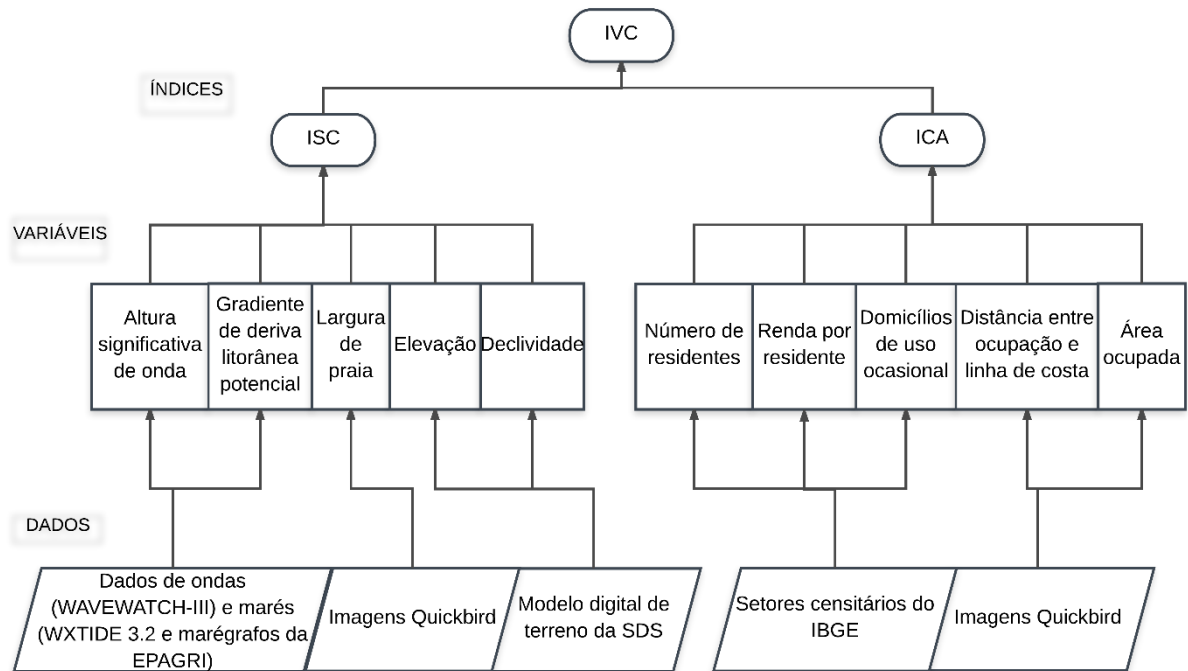 IVC
ÍNDICES
ISC
ICA
VARIÁVEIS
Altura
significativa
de onda
Gradiente
de deriva
litorânea
potencial
Largura
de
praia
Elevação
Declividade
Número de
residentes
Renda por
residente
Domicílios
de uso
ocasional
Distância entre
ocupação e
linha de costa
Área
ocupada
DADOS
Dados de ondas
(WAVEWATCH-III) e marés
(WXTIDE 3.2 e marégrafos da
EPAGRI)
Imagens Quickbird
Modelo digital de
terreno da SDS
Setores censitários do
IBGE
Imagens Quickbird